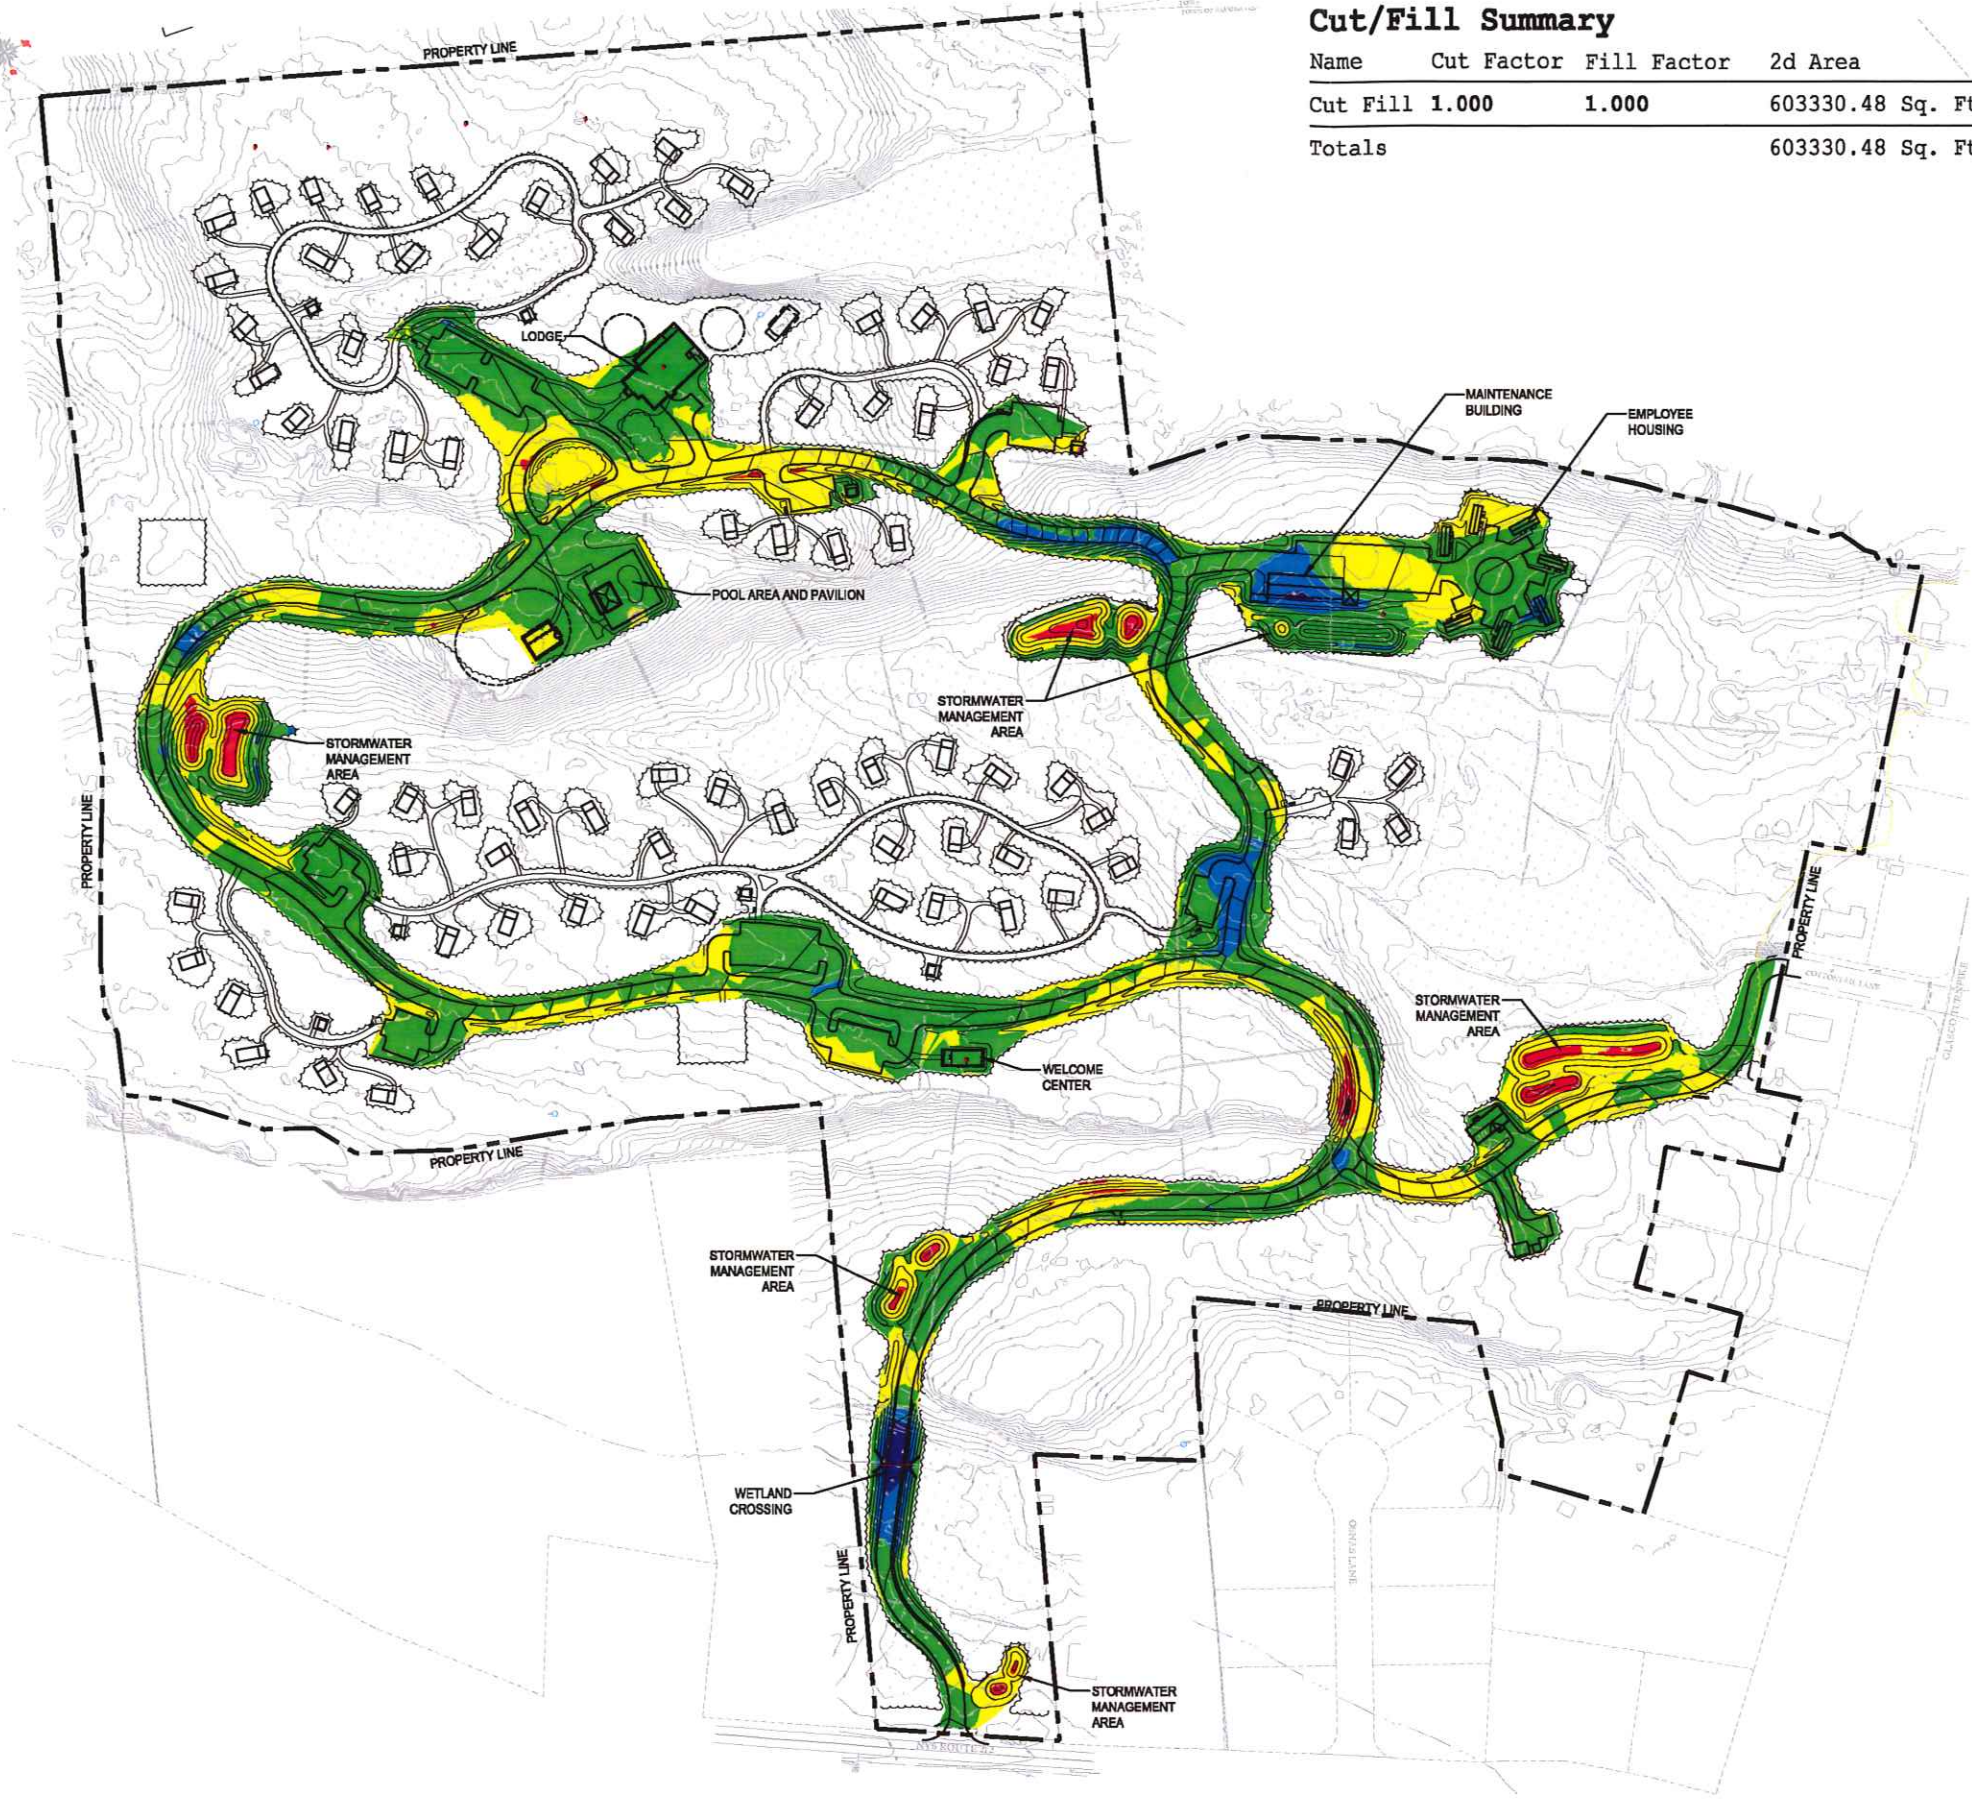 Cut/Fill Summary
Name Cut Factor Fill Factor 2d Area
Cut Fill 1.000 1.000 603330.48 Sq. Ft
Totals 603330.48 Sq. Ft
PROPERTY LINE
LODGE
MAINTENANCE
BUILDING
EMPLOYEE
HOUSING
POOL AREA AND PAVILION
STORMWATER
MANAGEMENT
AREA
STORMWATER
MANAGEMENT
AREA
PROPERTY LINE
PROPERTY LINE
STORMWATER
MANAGEMENT
AREA
WELCOME
CENTER
PROPERTY LINE
STORMWATER
MANAGEMENT
AREA
PROPERTY LINE
WETLAND
CROSSING
PROPERTY LINE
STORMWATER
MANAGEMENT
AREA
NYS ROUTE 212